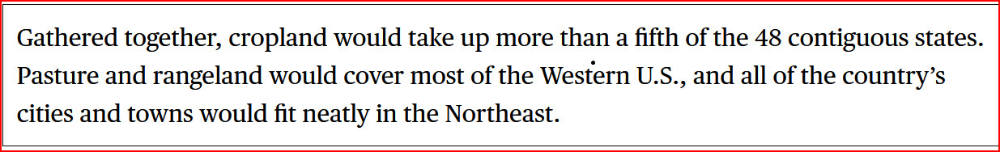 Gathered together, cropland would take up more than a fifth of the 48 contiguous states.
Pasture and rangeland would cover most of the Western U.S., and all of the country’s
cities and towns would fit neatly in the Northeast.